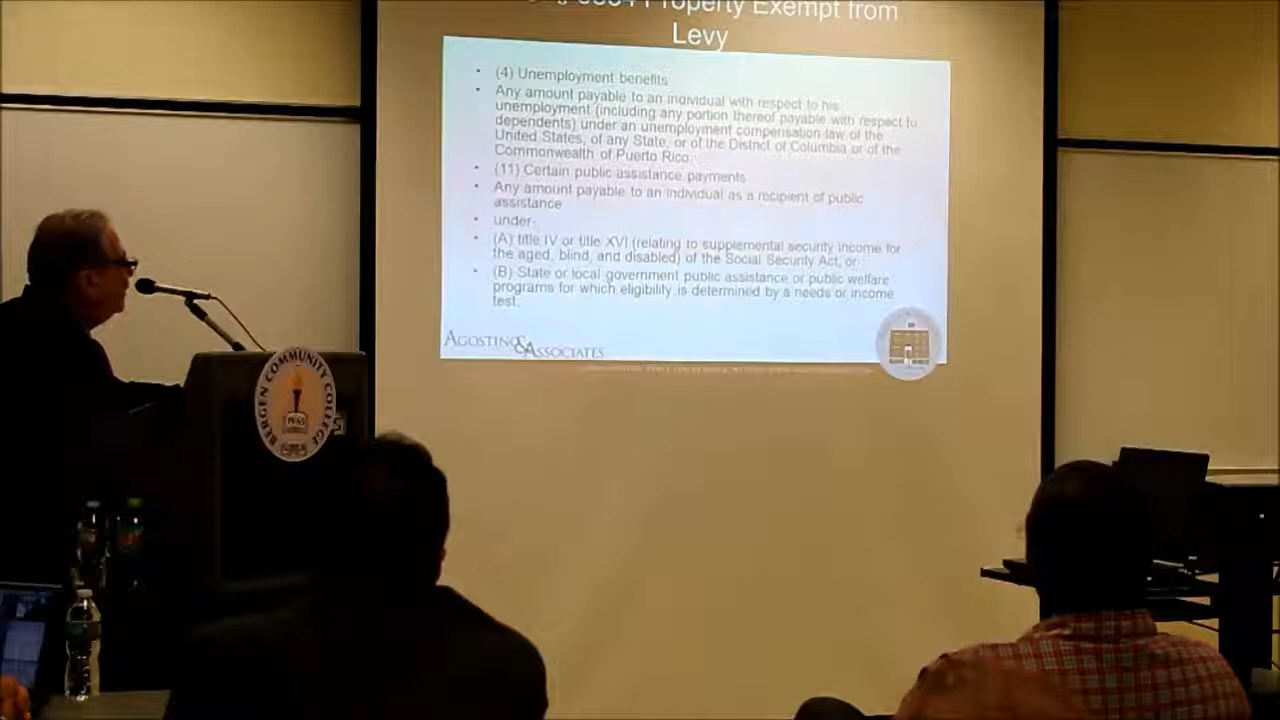 Property Exempt from
Levy
• (4) Unemployment benefits
• Any amount payable to an individual with respect to his
unemployment (including any portion thereof payable with respect to
dependents) under an unemployment compensation law of the
United States, of any State, or of the District of Columbia or of the
Commonwealth of Puerto Rico.
• (11) Certain public assistance payments
• Any amount payable to an individual as a recipient of public
assistance
• under-
• (A) title IV or title XVI (relating to supplemental security income for
the aged, blind, and disabled) of the Social Security Act, or
• (B) State or local government public assistance or public welfare
programs for which eligibility is determined by a needs or income
test.
AGOSTINO & ASSOCIATES
BERGEN COMMUNITY COLLEGE
1965